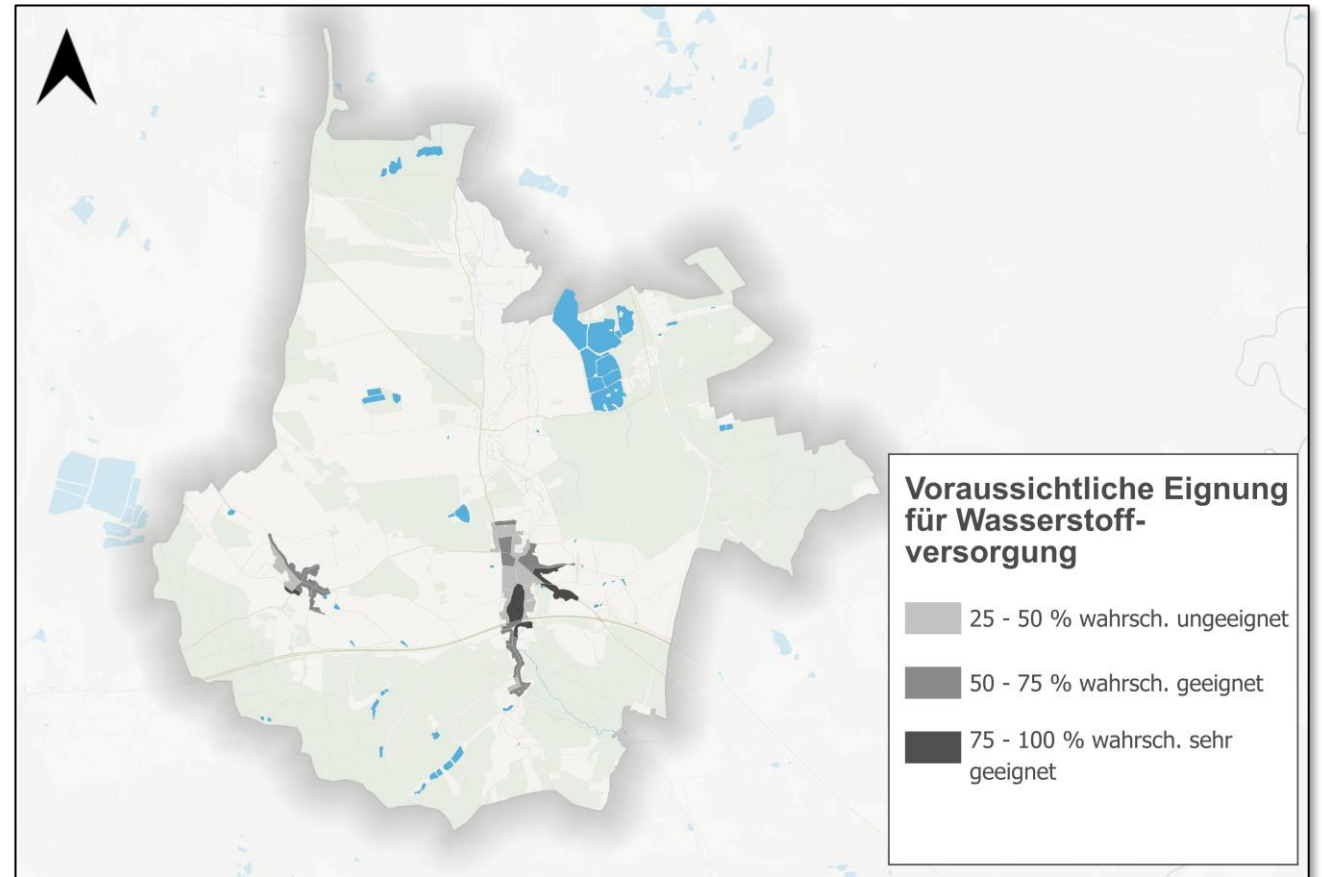 Voraussichtliche Eignung
für Wasserstoff-
versorgung
25 - 50 % wahrsch. ungeeignet
50 - 75 % wahrsch. geeignet
75 - 100 % wahrsch. sehr
geeignet